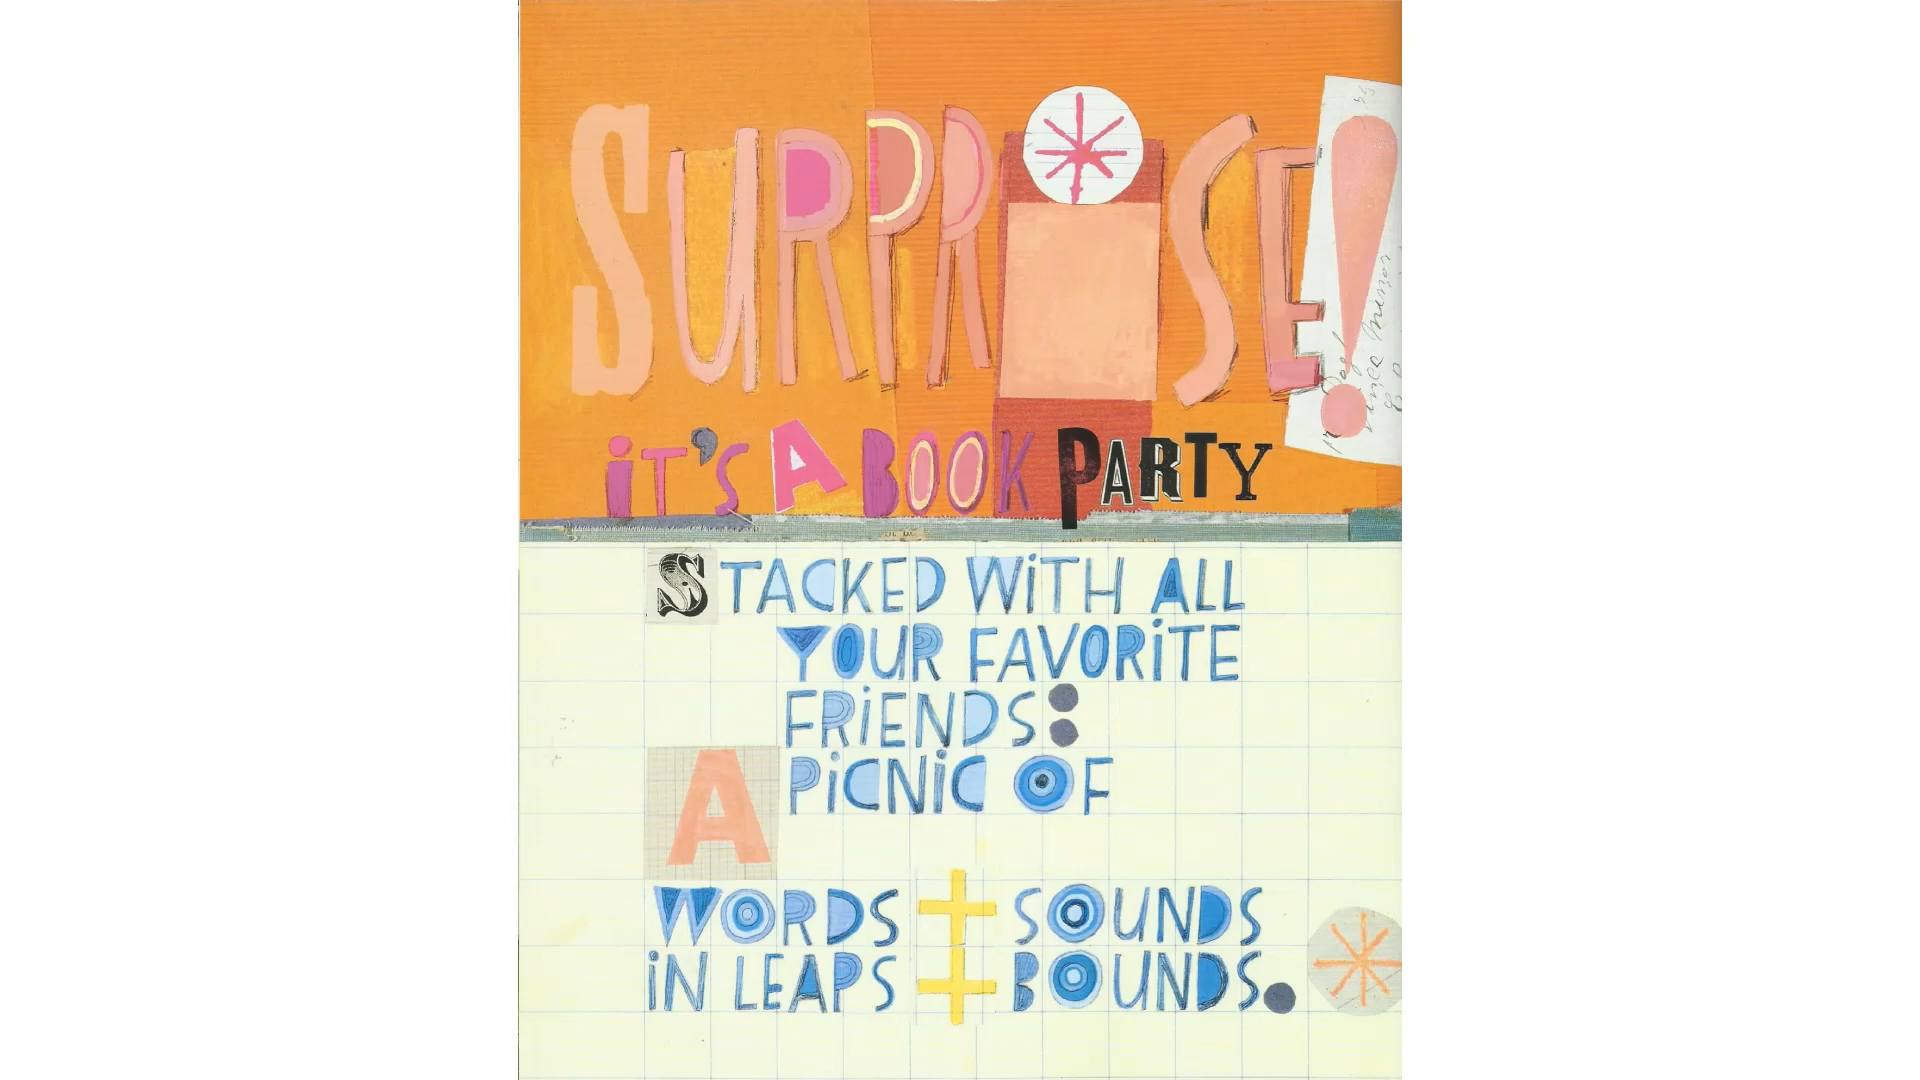 SURPRiSE!
iT'S A BOOK PARTY
STACKED WiTH ALL
YOUR FAVORiTE
FRiENDS:
A PiCNiC OF
WORDS + SOUNDS
iN LEAPS + BOUNDS.